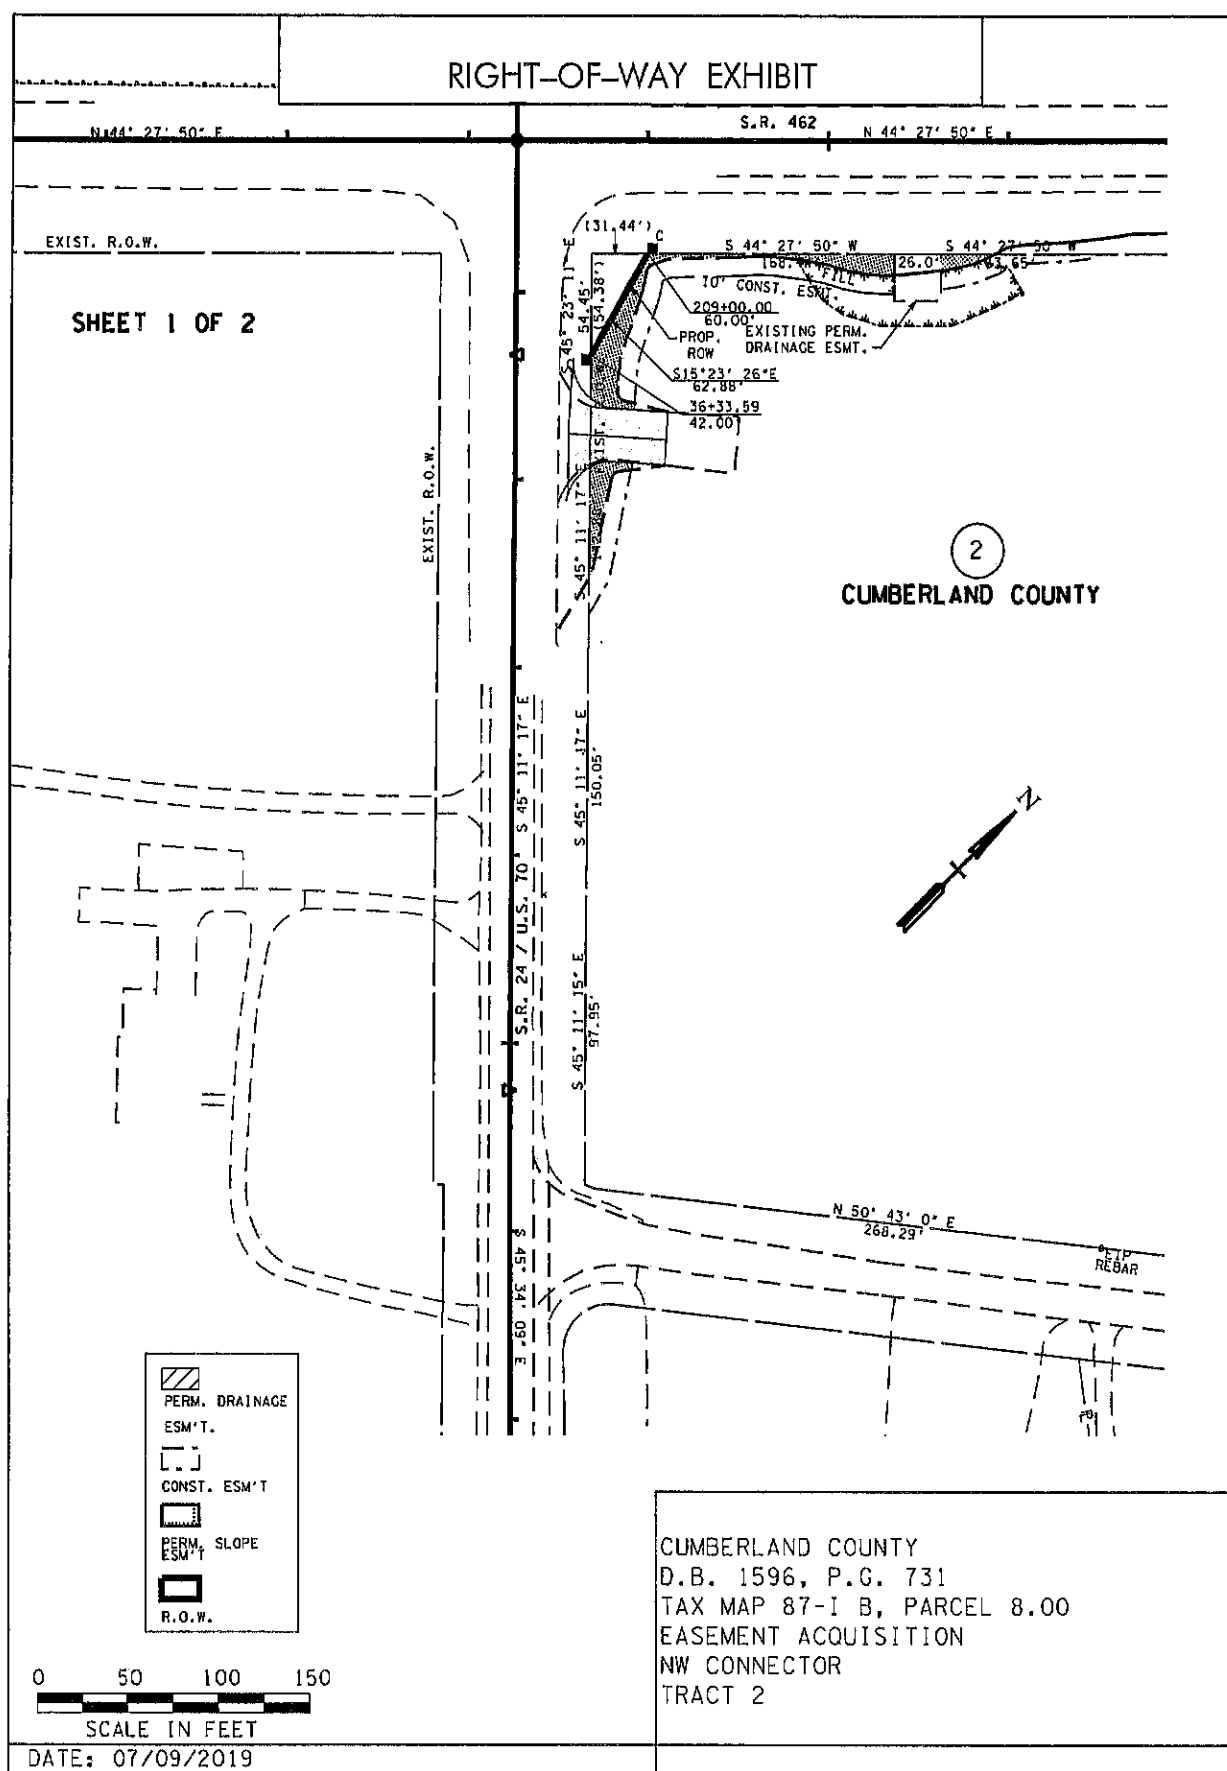 RIGHT-OF-WAY EXHIBIT
S.R. 462
N 44° 27' 50" E
N 44° 27' 50" E
EXIST. R.O.W.
(31.44')
C
S 44° 27' 50" W
S 44° 27' 50" W
26.0'
FILL
10' CONST. ESMT.
SHEET 1 OF 2
S 45° 23' 11" E
54.45'
(54.38')
209+00.00
60.00'
PROP.
ROW
EXISTING PERM.
DRAINAGE ESMT.
S15°23' 26"E
62.88'
36+33.59
42.00'
EXIST.
EXIST. R.O.W.
S 45° 11' 17" E
2
CUMBERLAND COUNTY
S 45° 11' 17" E
S 45° 11' 17" E
150.05'
N
S.R. 24 / U.S. 70
S 45° 11' 15" E
97.95'
N 50° 43' 0" E
268.29'
EIP
REBAR
S 45° 34' 09" E
PERM. DRAINAGE
ESM'T.
CONST. ESM'T
PERM. SLOPE
ESM'T
R.O.W.
CUMBERLAND COUNTY
D.B. 1596, P.G. 731
TAX MAP 87-I B, PARCEL 8.00
EASEMENT ACQUISITION
NW CONNECTOR
TRACT 2
0 50 100 150
SCALE IN FEET
DATE: 07/09/2019